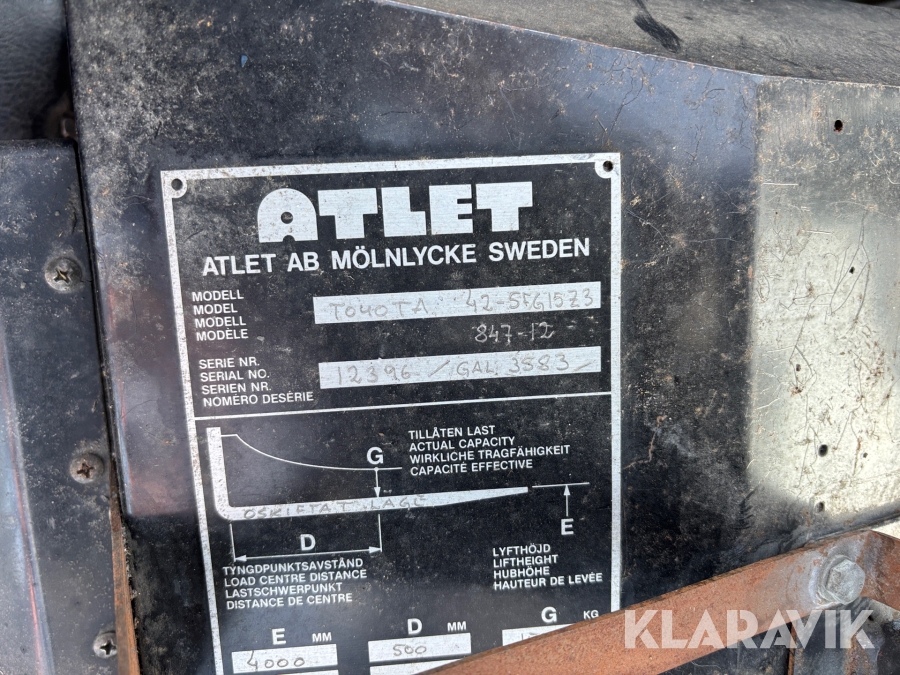 ATLET
ATLET AB MÖLNLYCKE SWEDEN
MODELL
MODEL
MODELL
MODÈLE
TOYOTA 42-5FG15Z3
847-12
SERIE NR.
SERIAL NO.
SERIEN NR.
NOMÉRO DESÉRIE
12396 / GAL. 3883
G
TILLÅTEN LAST
ACTUAL CAPACITY
WIRKLICHE TRAGFÄHIGKEIT
CAPACITÉ EFFECTIVE
OSKIFTAT LÄGE
D
E
TYNGDPUNKTSAVSTÅND
LOAD CENTRE DISTANCE
LASTSCHWERPUNKT
DISTANCE DE CENTRE
LYFTHÖJD
LIFTHEIGHT
HUBHÖHE
HAUTEUR DE LEVÉE
E MM D MM G KG
4000 500
KLARAVIK